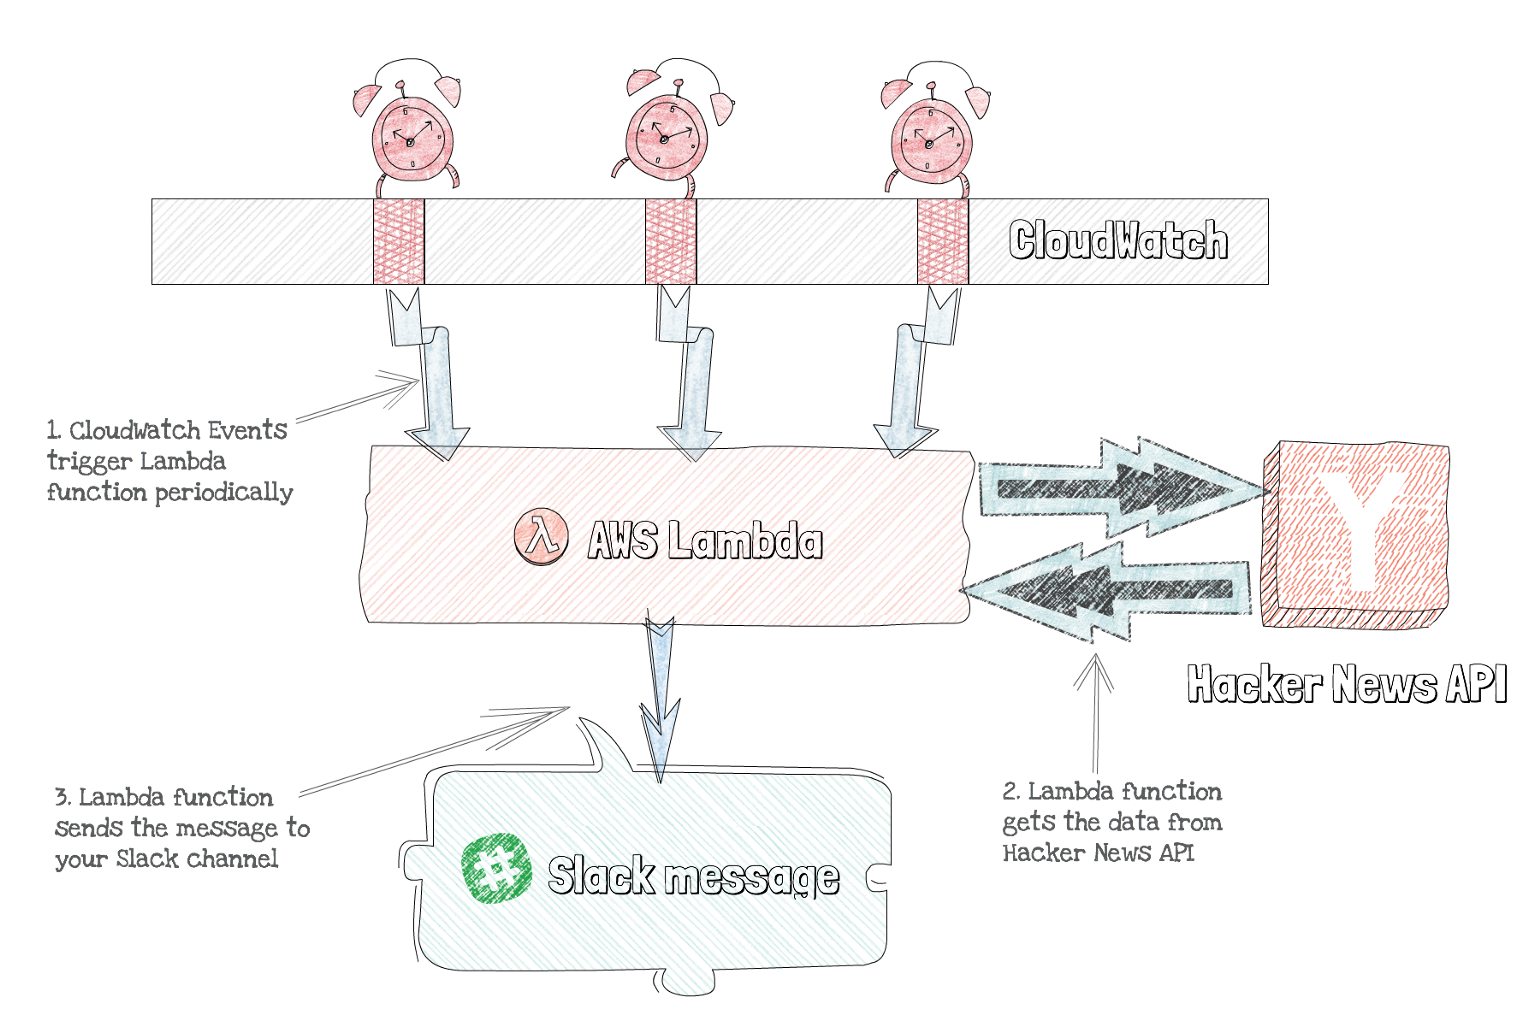 CloudWatch
1. CloudWatch Events
trigger Lambda
function periodically
λ AWS Lambda
Y
Hacker News API
3. Lambda function
sends the message to
your Slack channel
2. Lambda function
gets the data from
Hacker News API
# Slack message